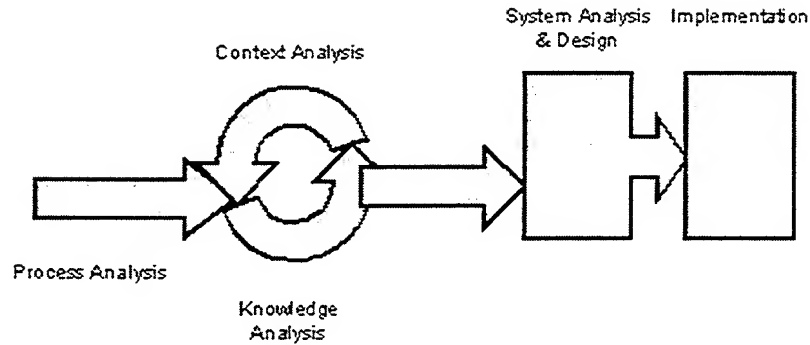 System Analysis
& Design
Implementation
Context Analysis
Process Analysis
Knowledge
Analysis